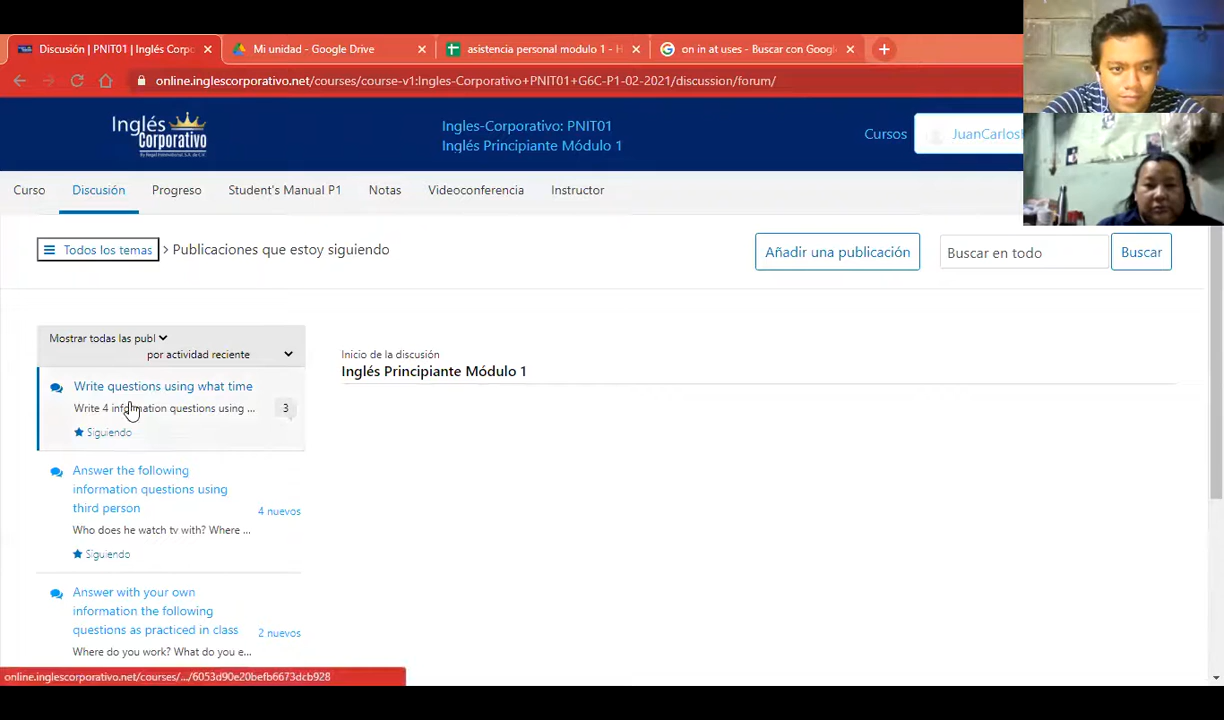 Discusión | PNIT01 | Inglés Corpo
Mi unidad - Google Drive
asistencia personal modulo 1 - H
on in at uses - Buscar con Googl
online.inglescorporativo.net/courses/course-v1:Ingles-Corporativo+PNIT01+G6C-P1-02-2021/discussion/forum/
Inglés
Corporativo
Ingles-Corporativo: PNIT01
Inglés Principiante Módulo 1
Cursos
JuanCarlos
Curso
Discusión
Progreso
Student's Manual P1
Notas
Videoconferencia
Instructor
Todos los temas
Publicaciones que estoy siguiendo
Añadir una publicación
Buscar en todo
Buscar
Mostrar todas las publ
por actividad reciente
Inicio de la discusión
Inglés Principiante Módulo 1
Write questions using what time
Write 4 information questions using ...
3
Siguiendo
Answer the following
information questions using
third person
4 nuevos
Who does he watch tv with? Where ...
Siguiendo
Answer with your own
information the following
questions as practiced in class
2 nuevos
Where do you work? What do you e...
online.inglescorporativo.net/courses/.../6053d90e20befb6673dcb928